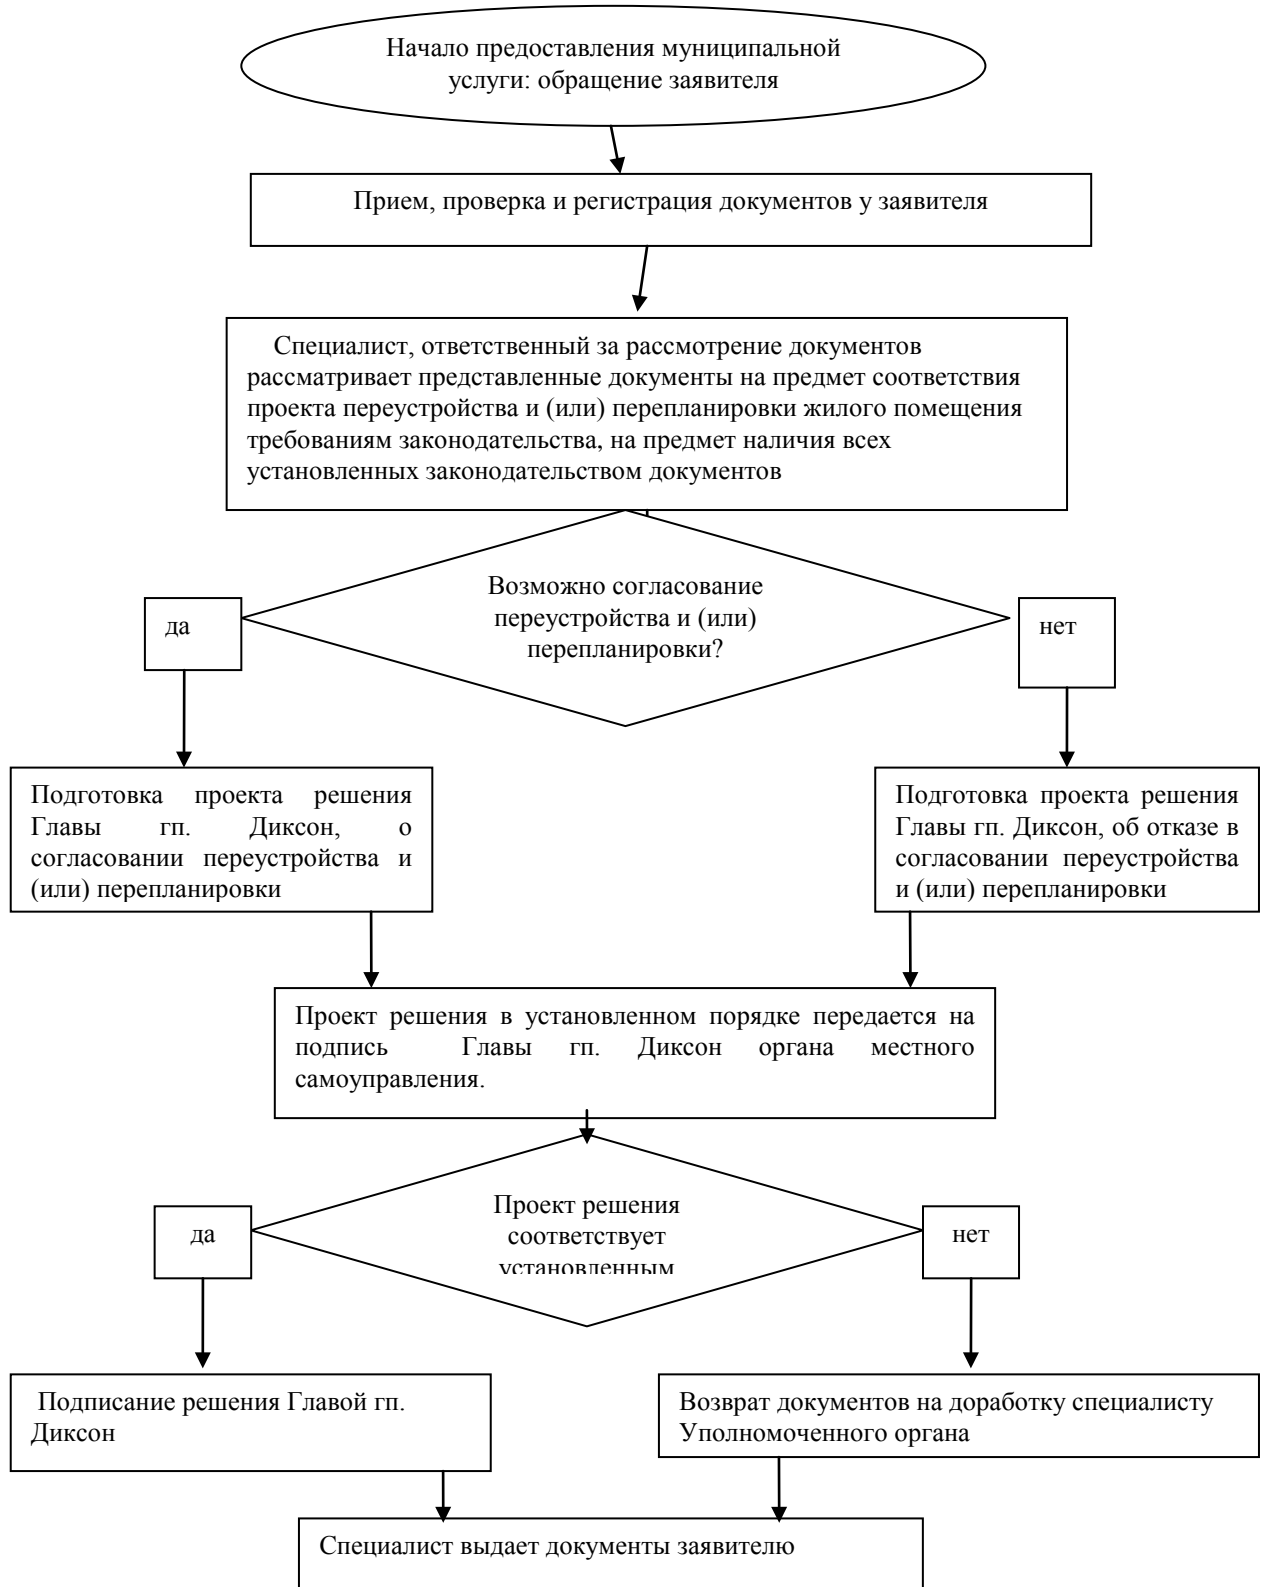 Начало предоставления муниципальной
услуги: обращение заявителя
Прием, проверка и регистрация документов у заявителя
Специалист, ответственный за рассмотрение документов
рассматривает представленные документы на предмет соответствия
проекта переустройства и (или) перепланировки жилого помещения
требованиям законодательства, на предмет наличия всех
установленных законодательством документов
Возможно согласование
переустройства и (или)
перепланировки?
да
нет
Подготовка проекта решения
Главы гп. Диксон, о
согласовании переустройства и
(или) перепланировки
Подготовка проекта решения
Главы гп. Диксон, об отказе в
согласовании переустройства
и (или) перепланировки
Проект решения в установленном порядке передается на
подпись Главы гп. Диксон органа местного
самоуправления.
Проект решения
соответствует
установленным
да
нет
Подписание решения Главой гп.
Диксон
Возврат документов на доработку специалисту
Уполномоченного органа
Специалист выдает документы заявителю